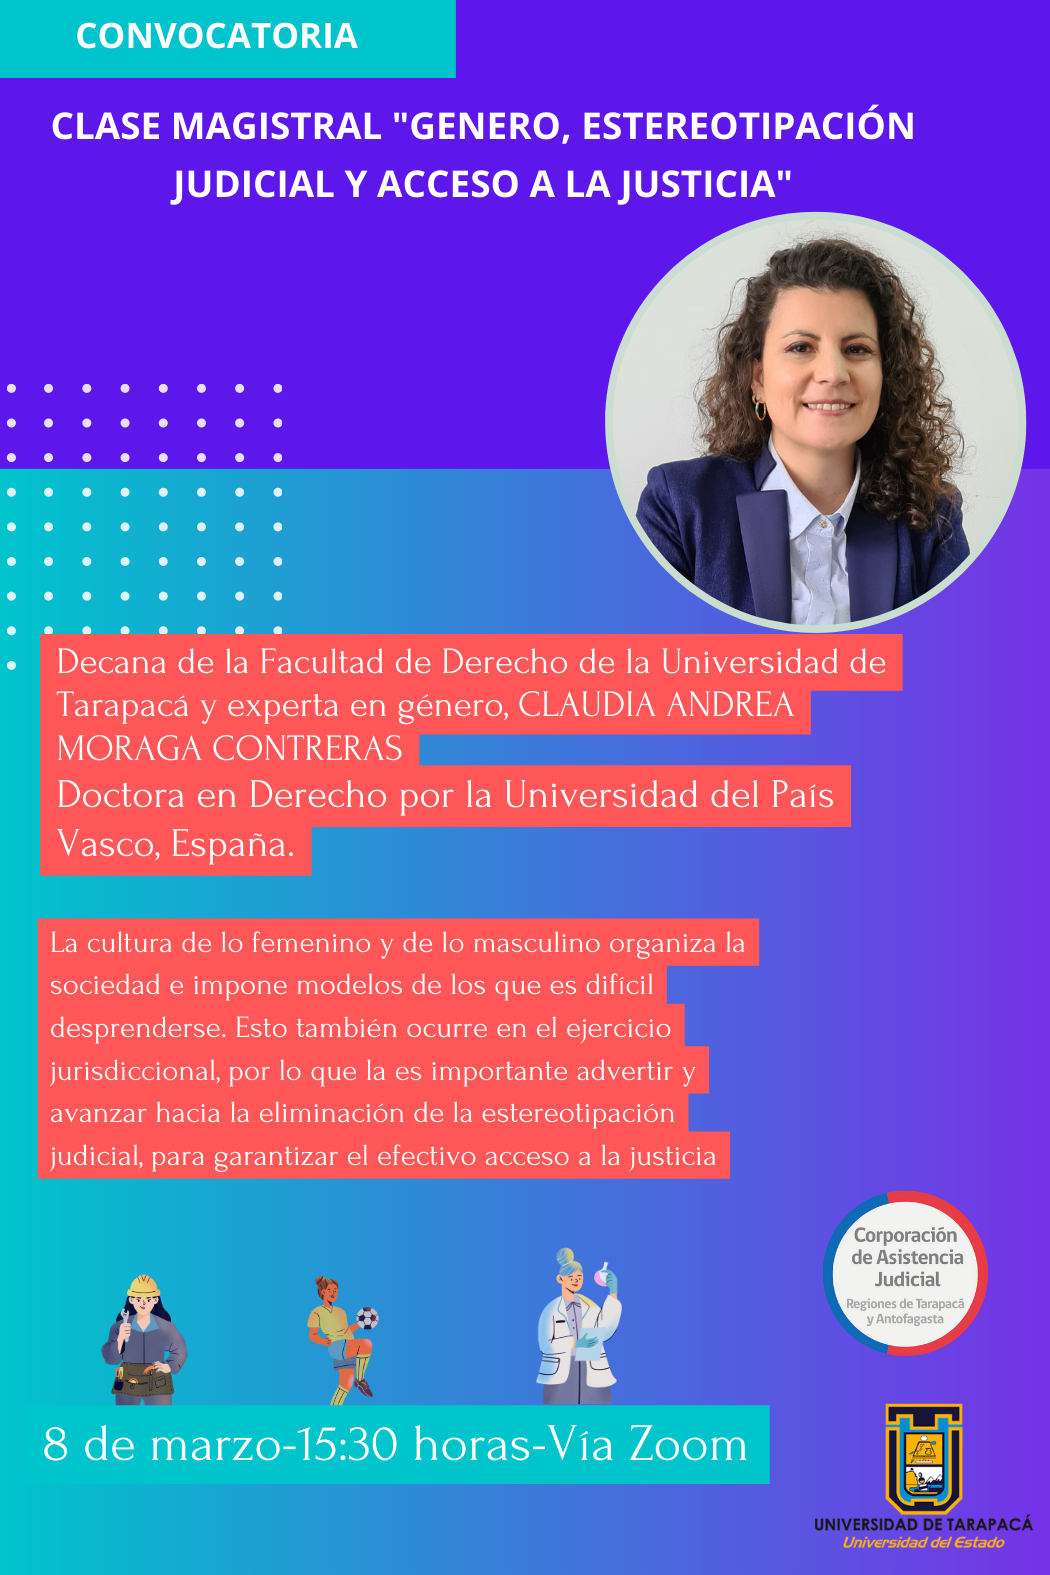 CONVOCATORIA
CLASE MAGISTRAL "GENERO, ESTEREOTIPACIÓN
JUDICIAL Y ACCESO A LA JUSTICIA"
Decana de la Facultad de Derecho de la Universidad de
Tarapacá y experta en género, CLAUDIA ANDREA
MORAGA CONTRERAS
Doctora en Derecho por la Universidad del País
Vasco, España.
La cultura de lo femenino y de lo masculino organiza la
sociedad e impone modelos de los que es difícil
desprenderse. Esto también ocurre en el ejercicio
jurisdiccional, por lo que la es importante advertir y
avanzar hacia la eliminación de la estereotipación
judicial, para garantizar el efectivo acceso a la justicia
Corporación
de Asistencia
Judicial
Regiones de Tarapacá
y Antofagasta
8 de marzo-15:30 horas-Vía Zoom
UNIVERSIDAD DE TARAPACÁ
Universidad del Estado